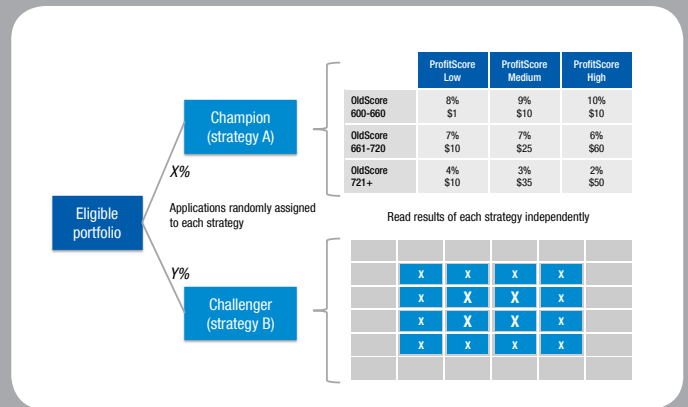 ProfitScore
Low
ProfitScore
Medium
ProfitScore
High
OldScore
600-660
8%
$1
9%
$10
10%
$10
OldScore
661-720
7%
$10
7%
$25
6%
$60
OldScore
721+
4%
$10
3%
$35
2%
$50
Champion
(strategy A)
X%
Eligible
portfolio
Applications randomly assigned
to each strategy
Read results of each strategy independently
Y%
Challenger
(strategy B)
x x x x
x X X x
x X X x
x x x x